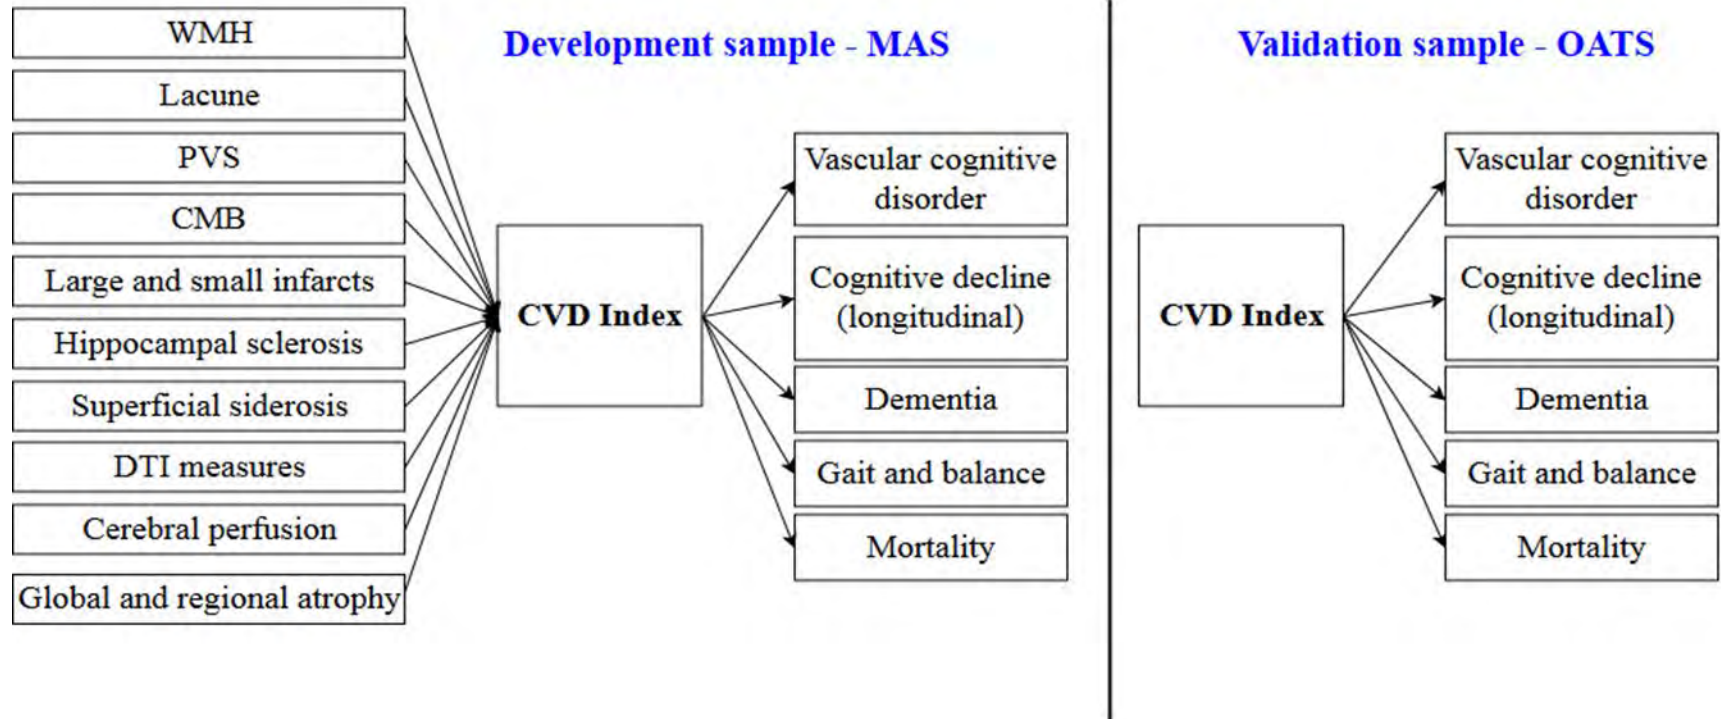 WMH
Lacune
PVS
CMB
Large and small infarcts
Hippocampal sclerosis
Superficial siderosis
DTI measures
Cerebral perfusion
Global and regional atrophy
Development sample - MAS
CVD Index
Vascular cognitive
disorder
Cognitive decline
(longitudinal)
Dementia
Gait and balance
Mortality
Validation sample - OATS
CVD Index
Vascular cognitive
disorder
Cognitive decline
(longitudinal)
Dementia
Gait and balance
Mortality